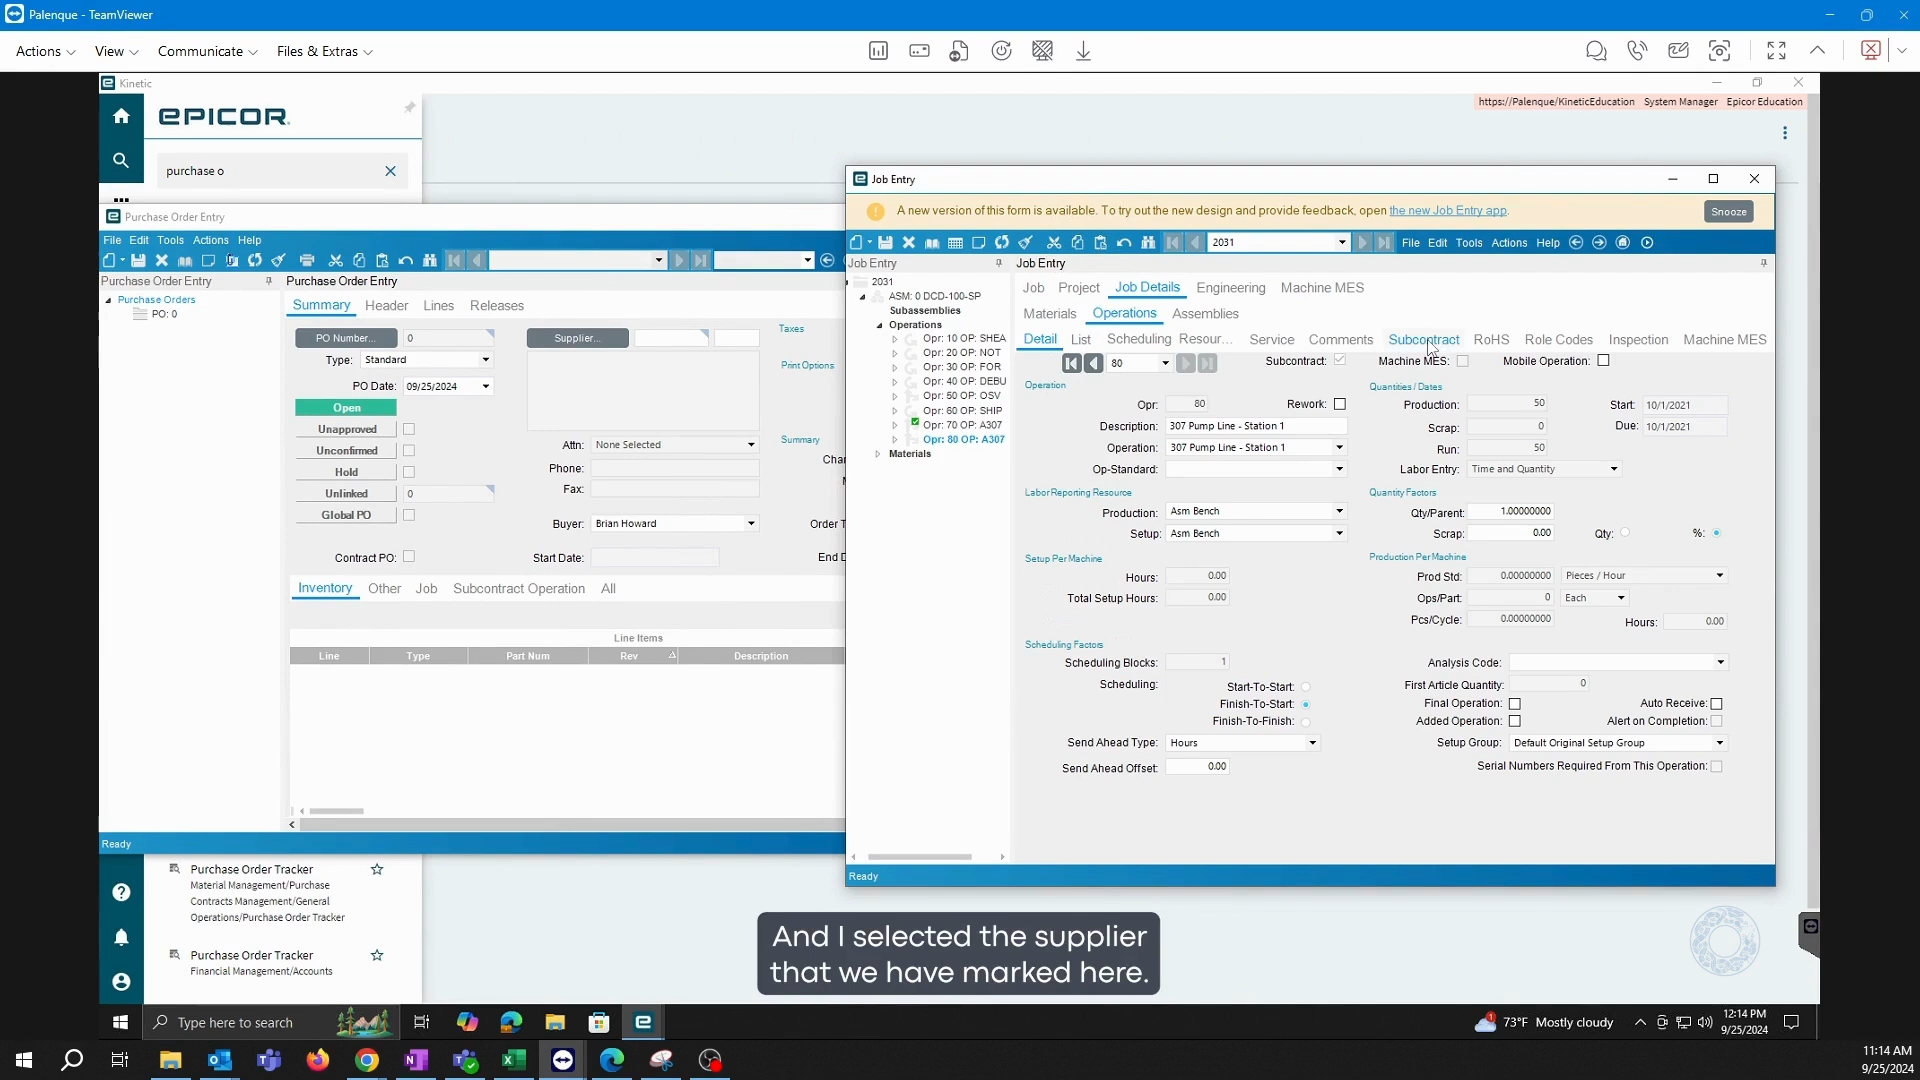 Palenque - TeamViewer
Actions View Communicate Files & Extras
Kinetic
EPICOR
https://Palenque/KineticEducation System Manager Epicor Education
purchase o
Purchase Order Entry
File Edit Tools Actions Help
Purchase Order Entry
Purchase Orders
PO: 0
Purchase Order Entry
Summary Header Lines Releases
PO Number... 0
Supplier...
Taxes
Type: Standard
Print Options
PO Date: 09/25/2024
Open
Unapproved
Summary
Attn: None Selected
Unconfirmed
Phone:
Hold
Fax:
Unlinked 0
Global PO
Buyer: Brian Howard
Contract PO:
Start Date:
Inventory Other Job Subcontract Operation All
Line Items
Line Type Part Num Rev Description
Ready
Job Entry
A new version of this form is available. To try out the new design and provide feedback, open the new Job Entry app.
Snooze
2031
File Edit Tools Actions Help
Job Entry
2031
ASM: 0 DCD-100-SP
Subassemblies
Operations
Opr: 10 OP: SHEA
Opr: 20 OP: NOT
Opr: 30 OP: FOR
Opr: 40 OP: DEBU
Opr: 50 OP: OSV
Opr: 60 OP: SHIP
Opr: 70 OP: A307
Opr: 80 OP: A307
Materials
Job Entry
Job Project Job Details Engineering Machine MES
Materials Operations Assemblies
Detail List Scheduling Resour... Service Comments Subcontract RoHS Role Codes Inspection Machine MES
80
Subcontract: Machine MES: Mobile Operation:
Operation
Opr: 80 Rework:
Description: 307 Pump Line - Station 1
Operation: 307 Pump Line - Station 1
Op-Standard:
Quantities / Dates
Production: 50 Start: 10/1/2021
Scrap: 0 Due: 10/1/2021
Run: 50
Labor Entry: Time and Quantity
Labor Reporting Resource
Production: Asm Bench
Setup: Asm Bench
Quantity Factors
Qty/Parent: 1.00000000
Scrap: 0.00 Qty: %:
Setup Per Machine
Hours: 0.00
Total Setup Hours: 0.00
Production Per Machine
Prod Std: 0.00000000 Pieces / Hour
Ops/Part: 0 Each
Pcs/Cycle: 0.00000000 Hours: 0.00
Scheduling Factors
Scheduling Blocks: 1
Scheduling: Start-To-Start:
Finish-To-Start:
Finish-To-Finish:
Send Ahead Type: Hours
Send Ahead Offset: 0.00
Analysis Code:
First Article Quantity: 0
Final Operation: Auto Receive:
Added Operation: Alert on Completion:
Setup Group: Default Original Setup Group
Serial Numbers Required From This Operation:
Ready
Purchase Order Tracker
Material Management/Purchase
Contracts Management/General
Operations/Purchase Order Tracker
Purchase Order Tracker
Financial Management/Accounts
And I selected the supplier
that we have marked here.
Type here to search
73°F Mostly cloudy
12:14 PM
9/25/2024
11:14 AM
9/25/2024